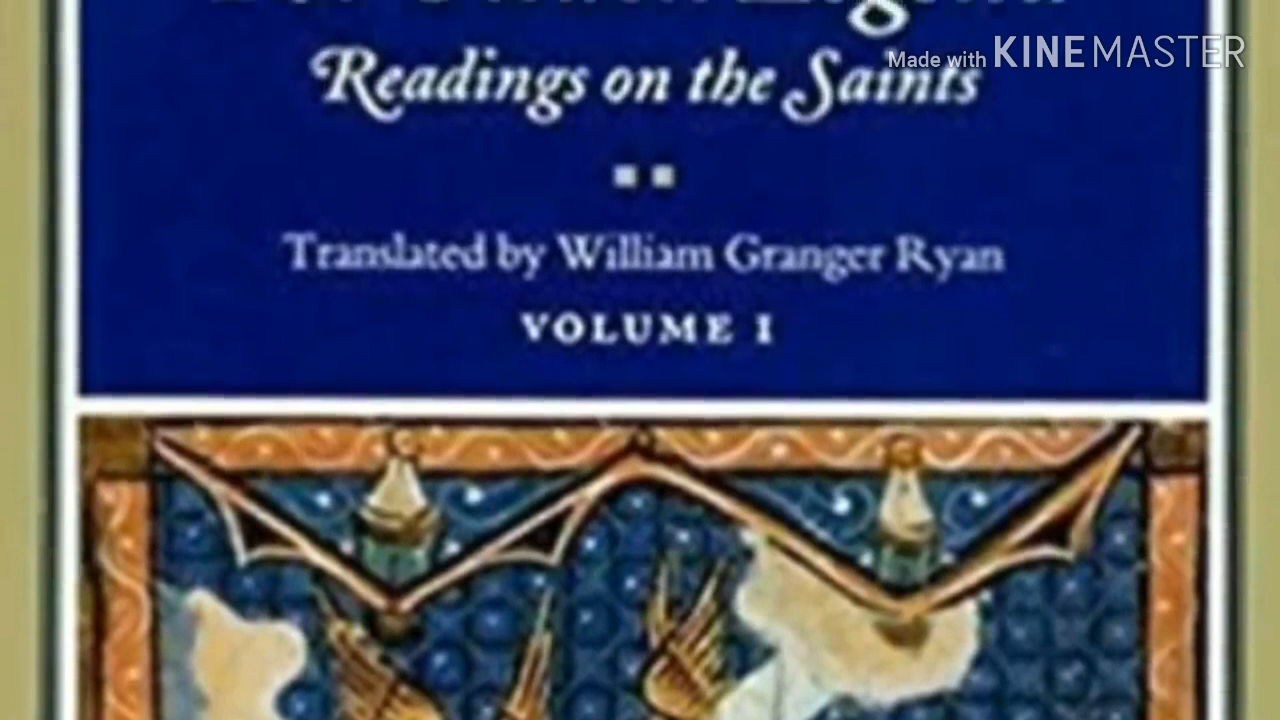 Made with KINEMASTER
Readings on the Saints
Translated by William Granger Ryan
VOLUME I